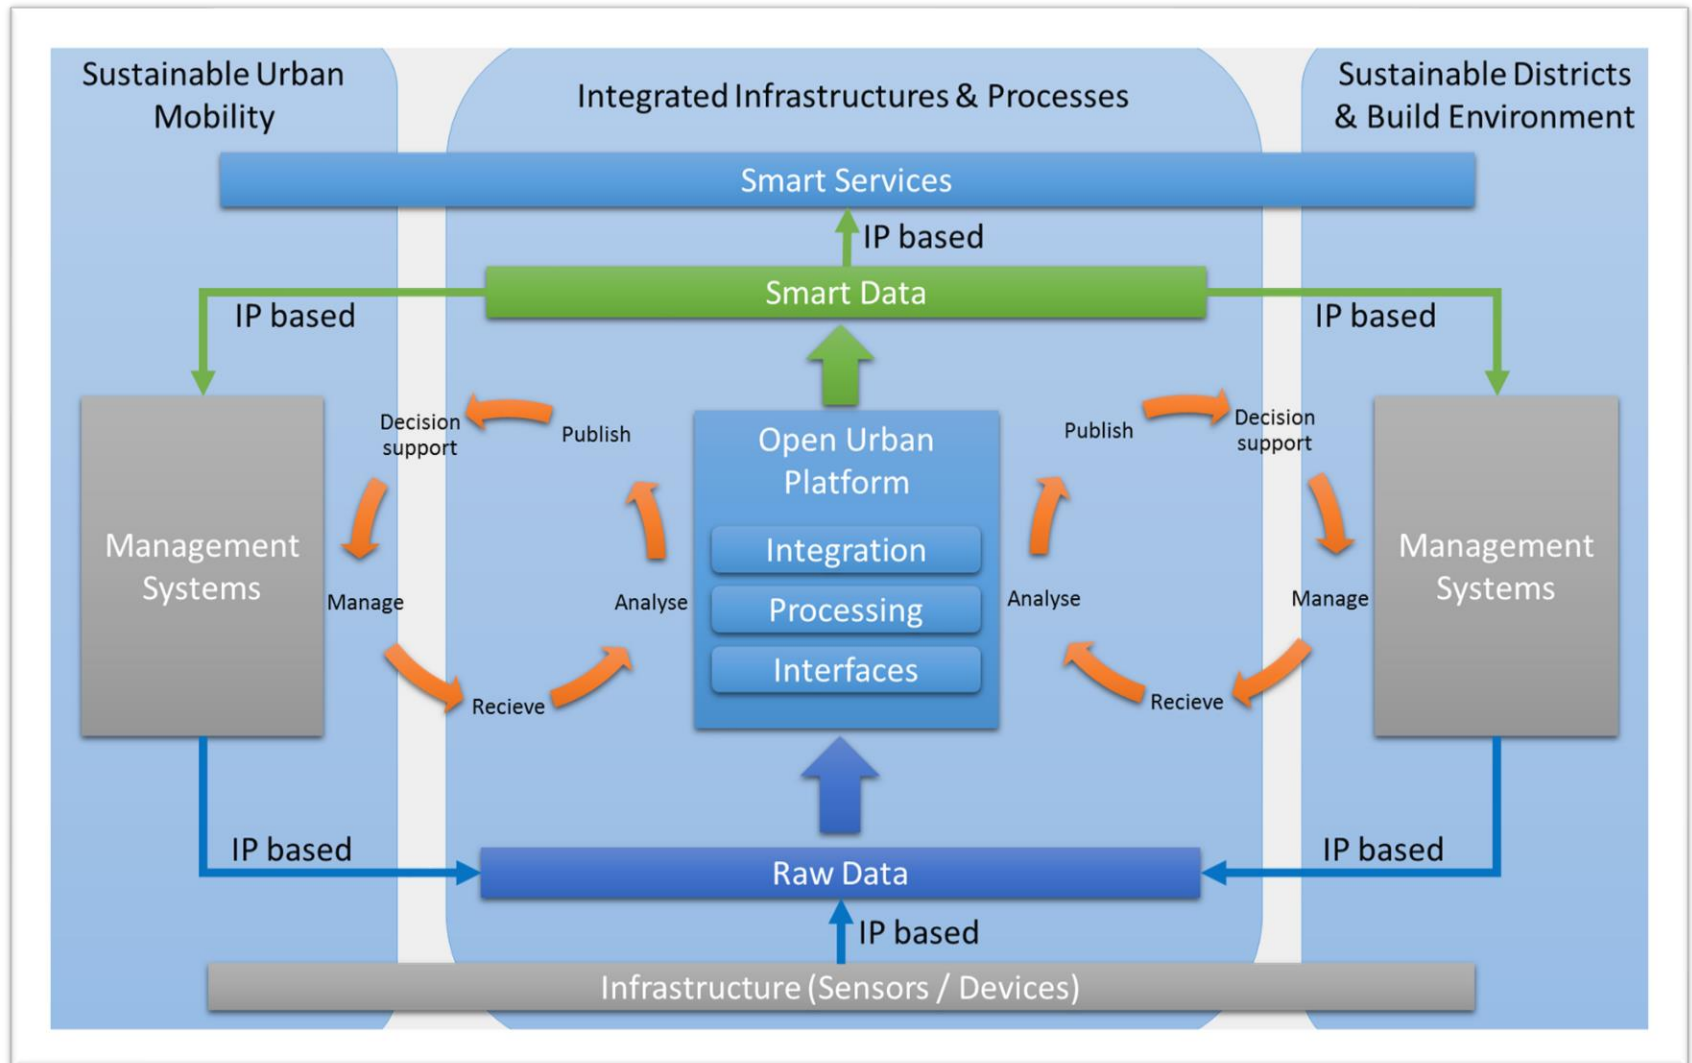 Sustainable Urban
Mobility
Integrated Infrastructures & Processes
Sustainable Districts
& Build Environment
Smart Services
IP based
Smart Data
IP based
IP based
Decision
support
Publish
Publish
Decision
support
Open Urban
Platform
Management
Systems
Integration
Management
Systems
Manage
Analyse
Processing
Analyse
Manage
Interfaces
Recieve
Recieve
IP based
Raw Data
IP based
IP based
Infrastructure (Sensors / Devices)